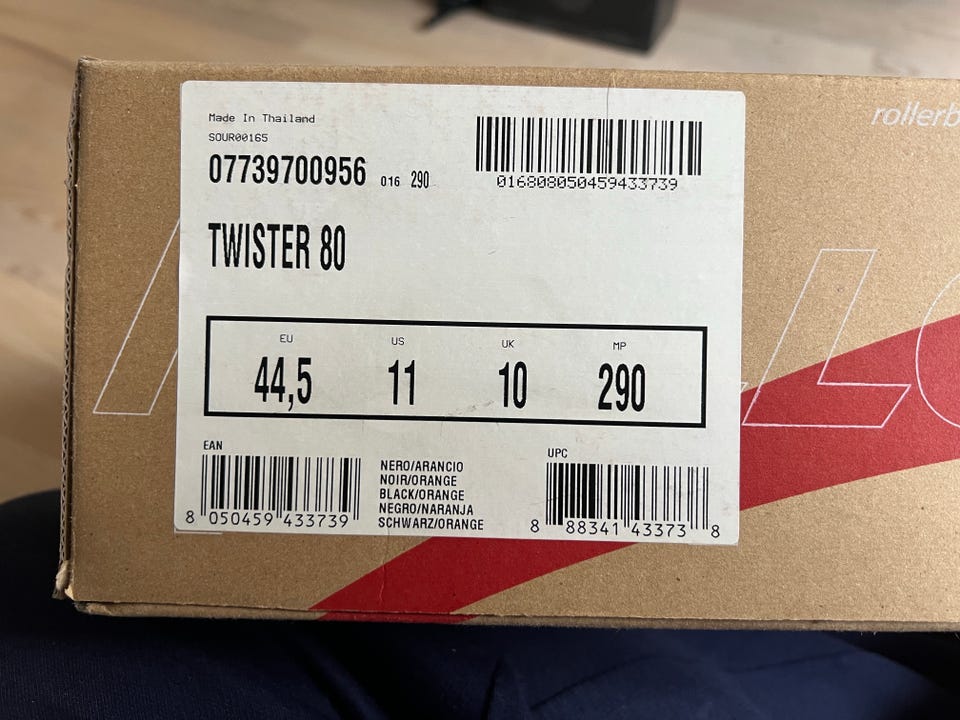 Made In Thailand
SOUR00165
07739700956 016 290
016808050459433739
rollerb
TWISTER 80
EU US UK MP
44,5 11 10 290
EAN
8 050459 433739
NERO/ARANCIO
NOIR/ORANGE
BLACK/ORANGE
NEGRO/NARANJA
SCHWARZ/ORANGE
UPC
8 88341 43373 8